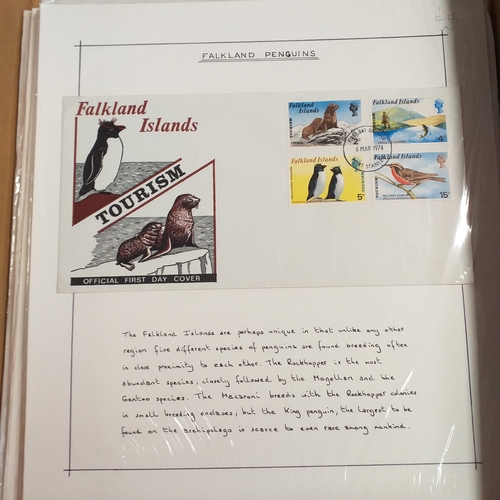 FALKLAND PENGUINS
Falkland
Islands
TOURISM
OFFICIAL FIRST DAY COVER
Falkland Islands
2p
Falkland Islands
6 MAR 1974
Falkland Islands
5p
Falkland Islands
15p
The Falkland Islands are perhaps unique in that unlike any other
region five different species of penguins are found breeding often
in close proximity to each other. The Rockhopper is the most
abundant species, closely followed by the Magellan and the
Gentoo species. The Macaroni breeds with the Rockhopper colonies
in small breeding enclaves, but the King penguin, the largest to be
found on the archipelago is scarce to even rare among mankind.